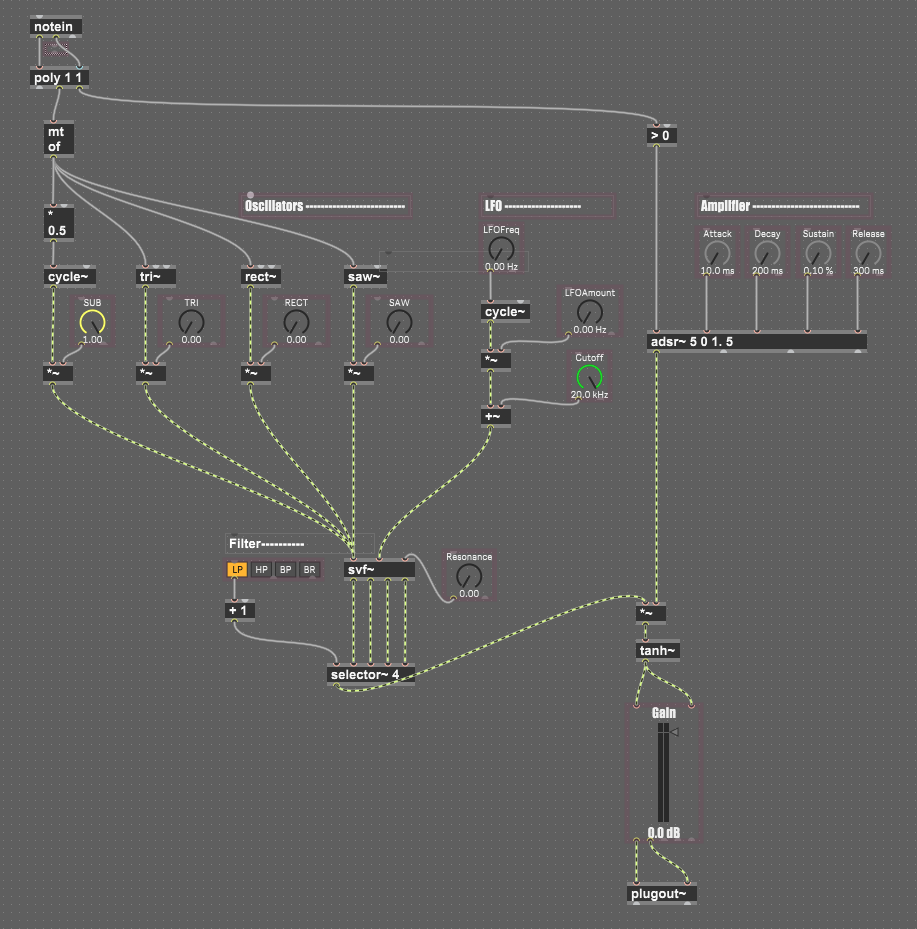 notein
poly 1 1
mt
of
> 0
*
0.5
Oscillators --------------------------
LFO --------------------
Amplifier ----------------------------
LFOFreq
0.00 Hz
Attack
Decay
Sustain
Release
10.0 ms
200 ms
0.10 %
300 ms
cycle~
tri~
rect~
saw~
SUB
1.00
TRI
0.00
RECT
0.00
SAW
0.00
cycle~
LFOAmount
0.00 Hz
adsr~ 5 0 1. 5
*~
*~
*~
*~
*~
Cutoff
20.0 kHz
+~
Filter----------
LP
HP
BP
BR
svf~
Resonance
0.00
+ 1
*~
tanh~
selector~ 4
Gain
0.0 dB
plugout~